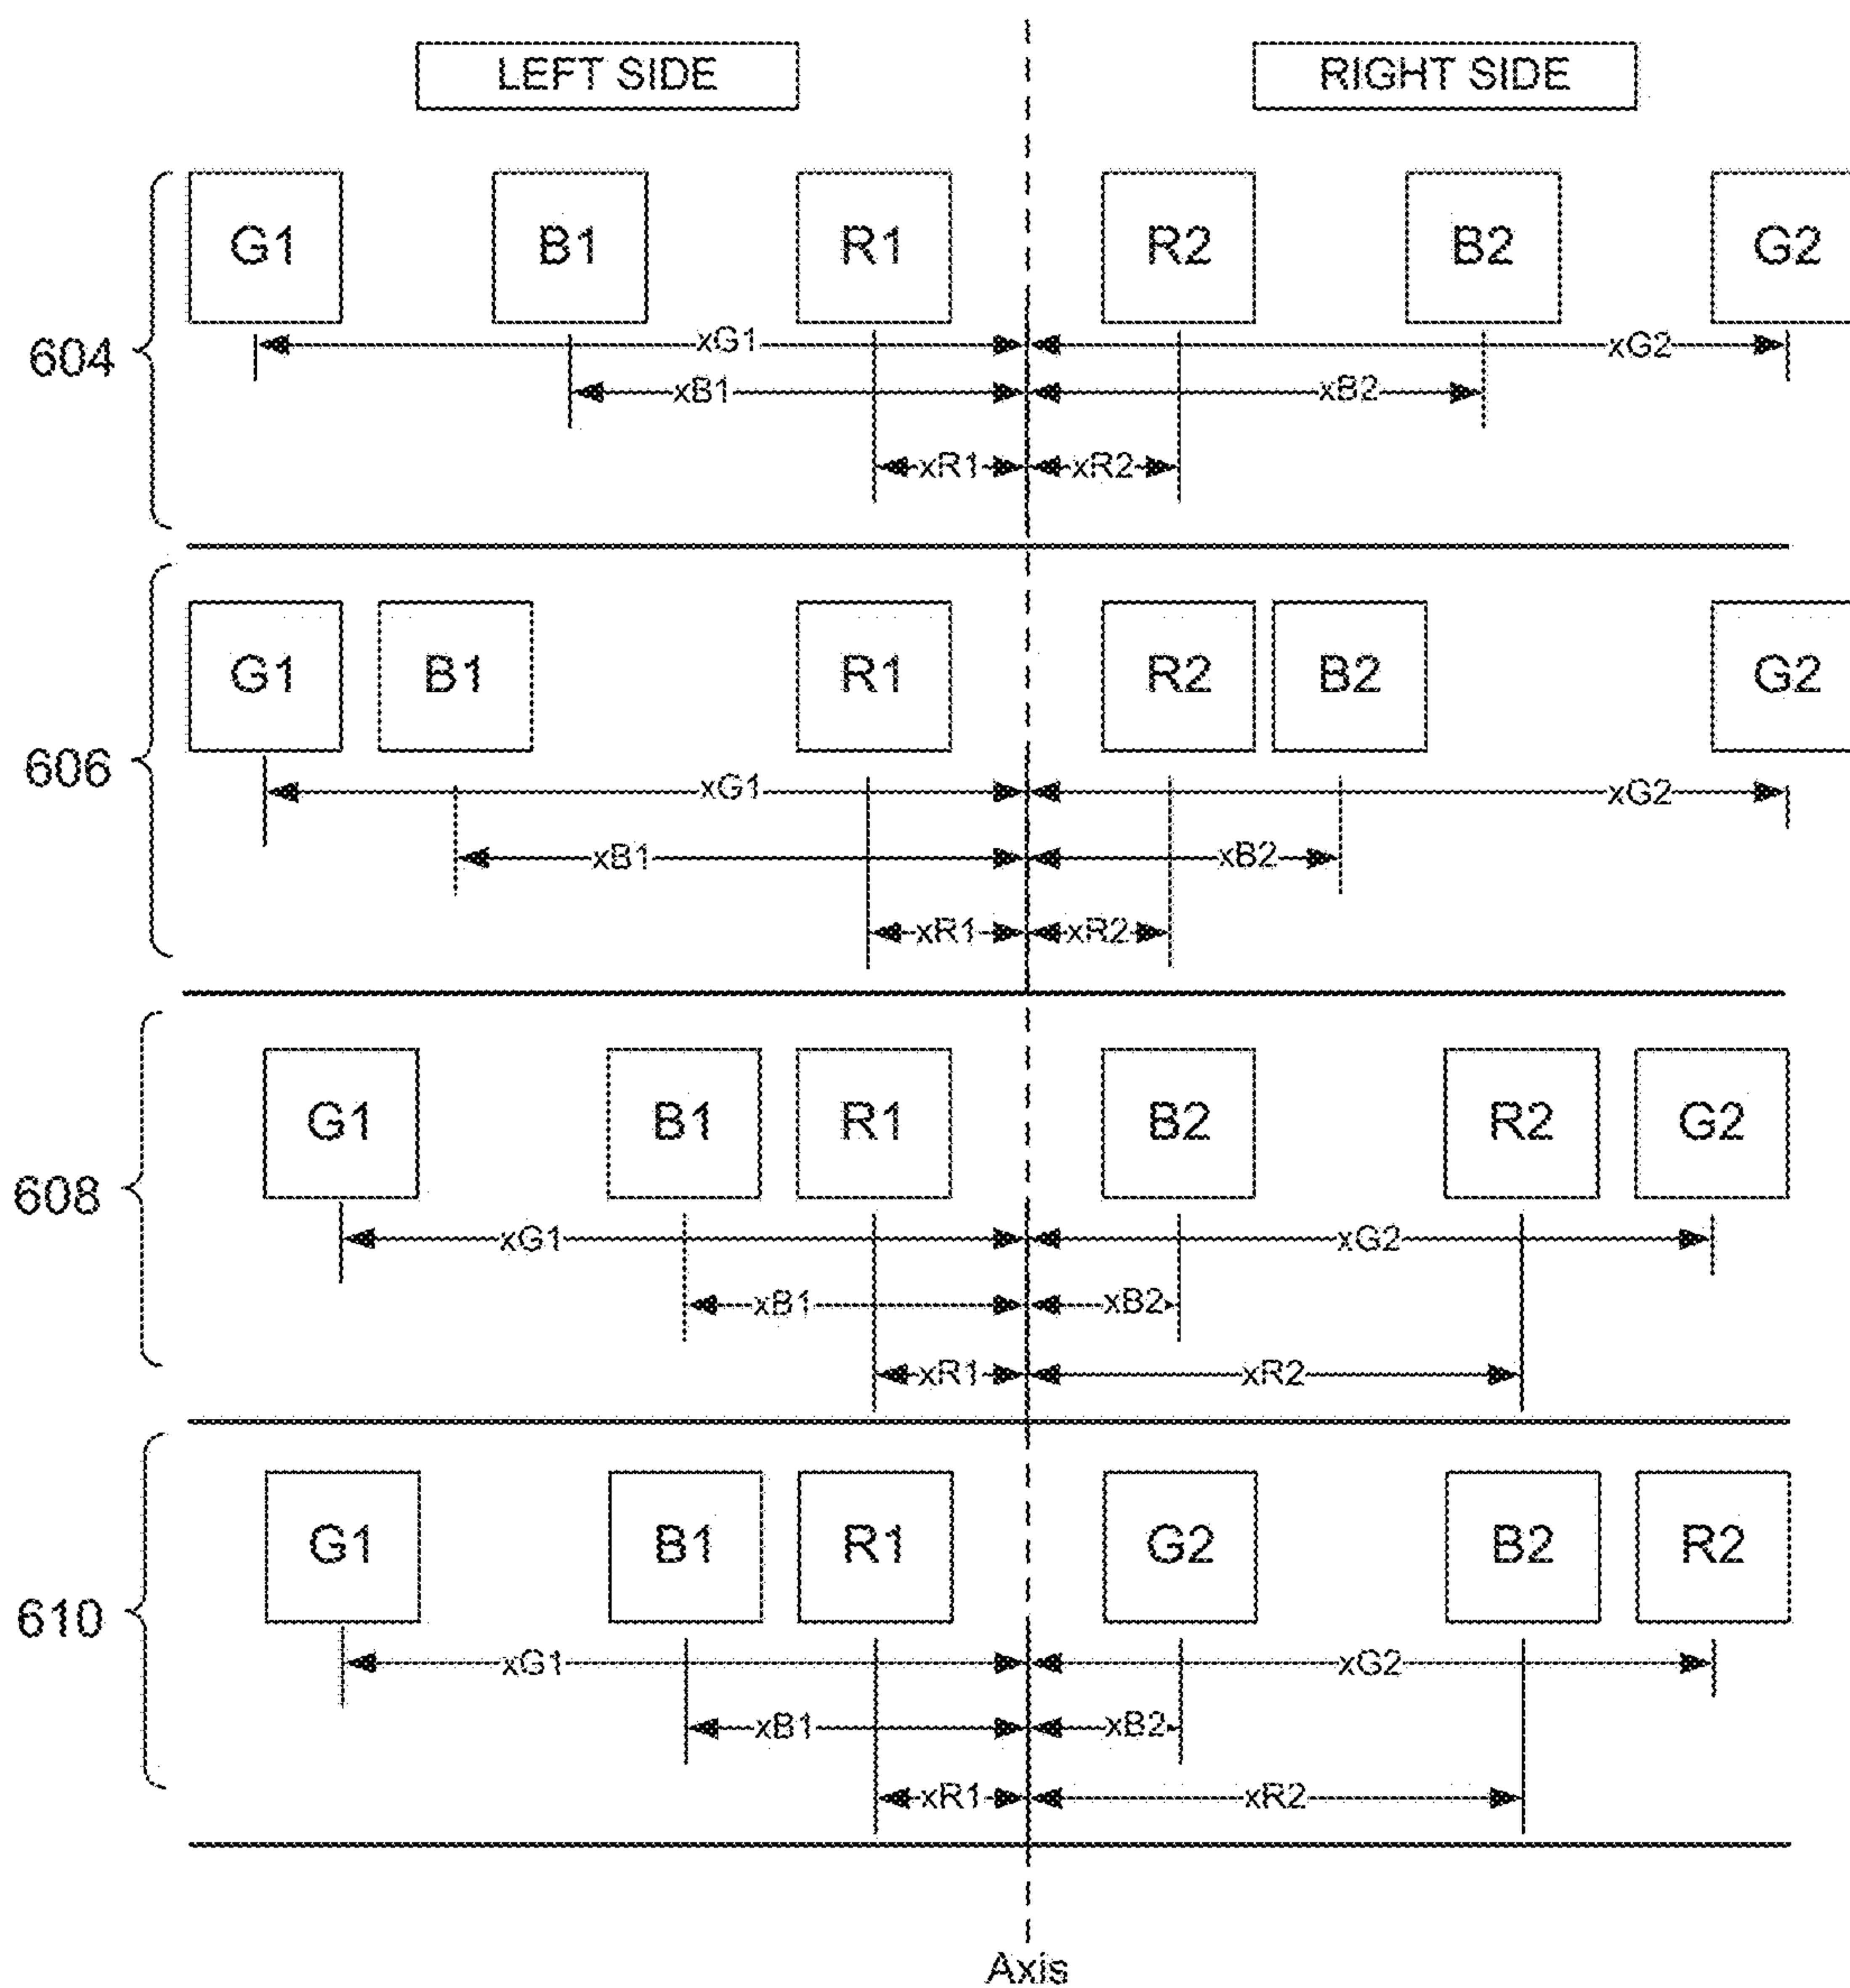 LEFT SIDE RIGHT SIDE
G1 B1 R1 R2 B2 G2
604
xG1 xG2
xB1 xB2
xR1 xR2
G1 B1 R1 R2 B2 G2
606
xG1 xG2
xB1 xB2
xR1 xR2
G1 B1 R1 B2 R2 G2
608
xG1 xG2
xB1 xB2
xR1 xR2
G1 B1 R1 G2 B2 R2
610
xG1 xG2
xB1 xB2
xR1 xR2
Axis